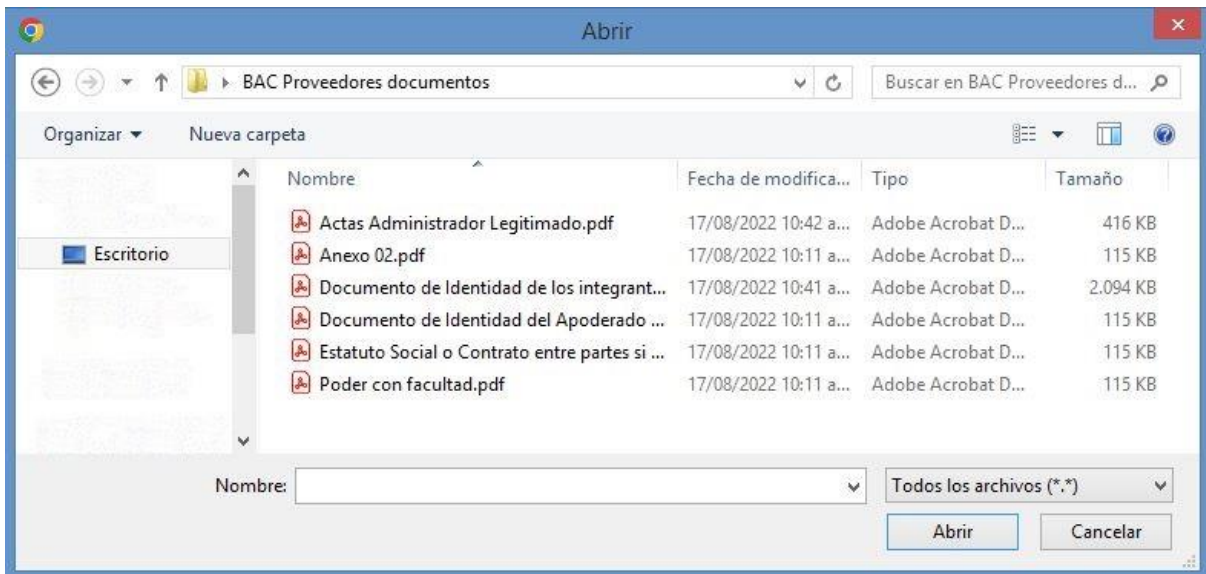 Abrir
BAC Proveedores documentos
Buscar en BAC Proveedores d...
Organizar
Nueva carpeta
Nombre Fecha de modifica... Tipo Tamaño
Escritorio
Actas Administrador Legitimado.pdf 17/08/2022 10:42 a... Adobe Acrobat D... 416 KB
Anexo 02.pdf 17/08/2022 10:11 a... Adobe Acrobat D... 115 KB
Documento de Identidad de los integrant... 17/08/2022 10:41 a... Adobe Acrobat D... 2.094 KB
Documento de Identidad del Apoderado ... 17/08/2022 10:11 a... Adobe Acrobat D... 115 KB
Estatuto Social o Contrato entre partes si ... 17/08/2022 10:11 a... Adobe Acrobat D... 115 KB
Poder con facultad.pdf 17/08/2022 10:11 a... Adobe Acrobat D... 115 KB
Nombre:
Todos los archivos (*.*)
Abrir
Cancelar